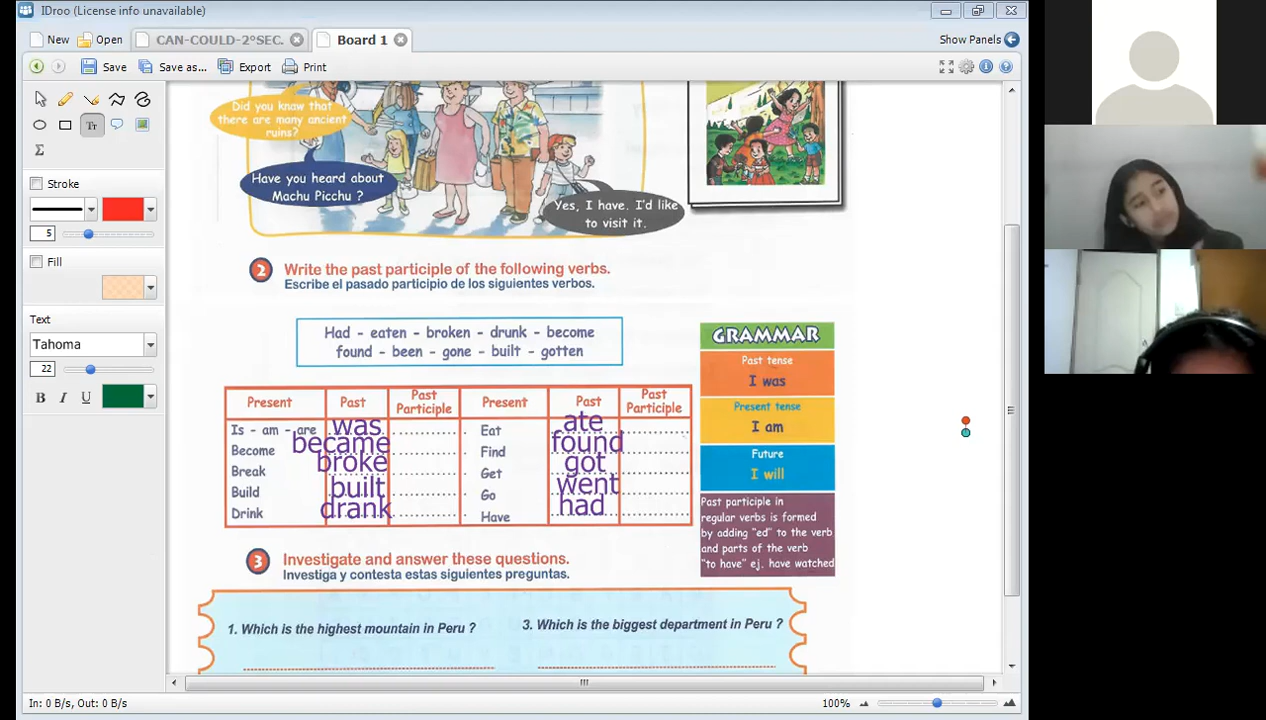 IDroo (License info unavailable)
New Open CAN-COULD-2°SEC. Board 1 Show Panels
Save Save as... Export Print
Did you know that
there are many ancient
ruins?
Have you heard about
Machu Picchu ?
Yes, I have. I'd like
to visit it.
Stroke
5
Fill
Text
Tahoma
22
B I U
2 Write the past participle of the following verbs.
Escribe el pasado participio de los siguientes verbos.
Had - eaten - broken - drunk - become
found - been - gone - built - gotten
Present Past Past Participle Present Past Past Participle
Is - am - are was Eat ate
Become became Find found
Break broke Get got
Build built Go went
Drink drank Have had
GRAMMAR
Past tense
I was
Present tense
I am
Future
I will
Past participle in
regular verbs is formed
by adding "ed" to the verb
and parts of the verb
"to have" ej. have watched
3 Investigate and answer these questions.
Investiga y contesta estas siguientes preguntas.
1. Which is the highest mountain in Peru ?
3. Which is the biggest department in Peru ?
In: 0 B/s, Out: 0 B/s
100%